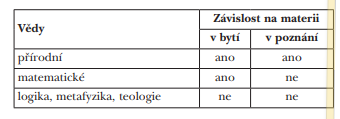 Vědy Závislost na materii
v bytí v poznání
přírodní ano ano
matematické ano ne
logika, metafyzika, teologie ne ne